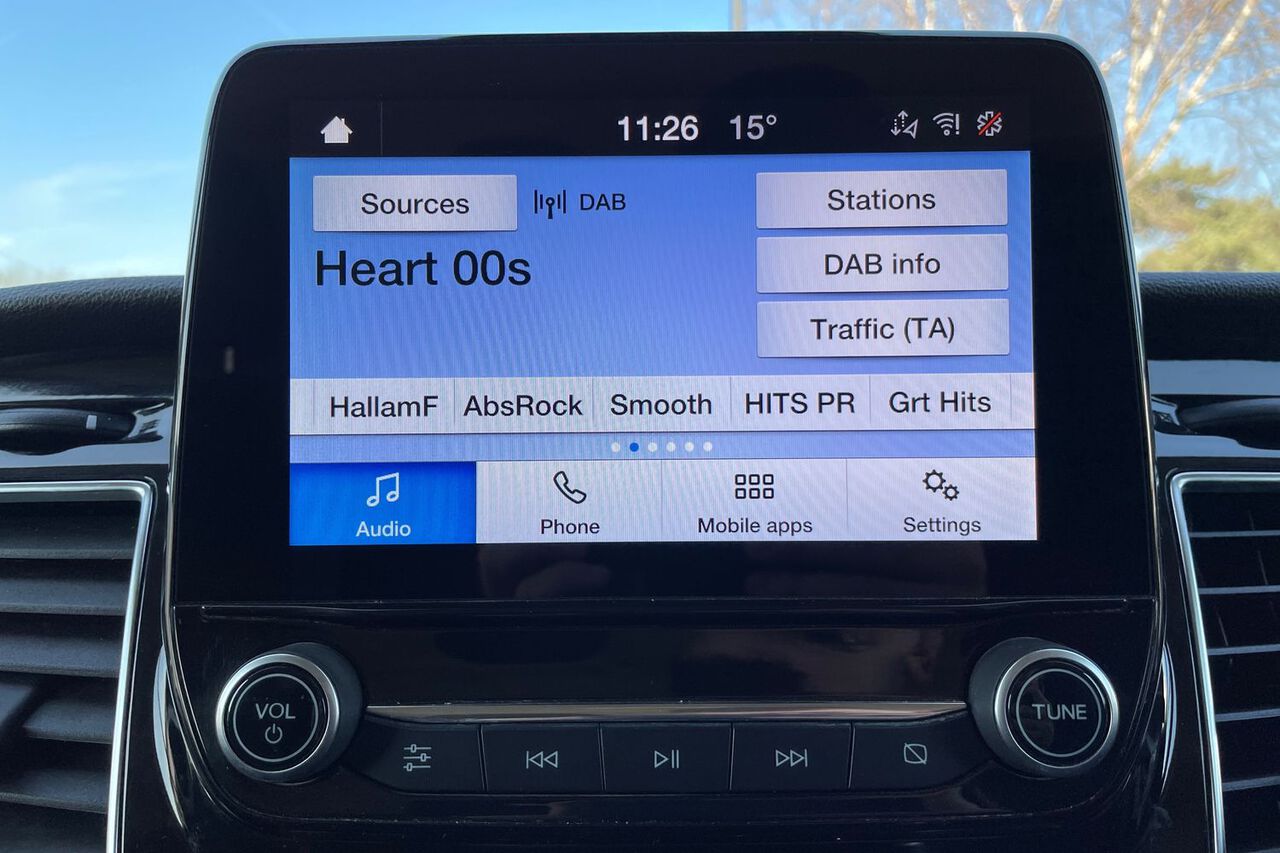 11:26 15°
Sources DAB
Stations
Heart 00s
DAB info
Traffic (TA)
HallamF AbsRock Smooth HITS PR Grt Hits
Audio Phone Mobile apps Settings
VOL TUNE